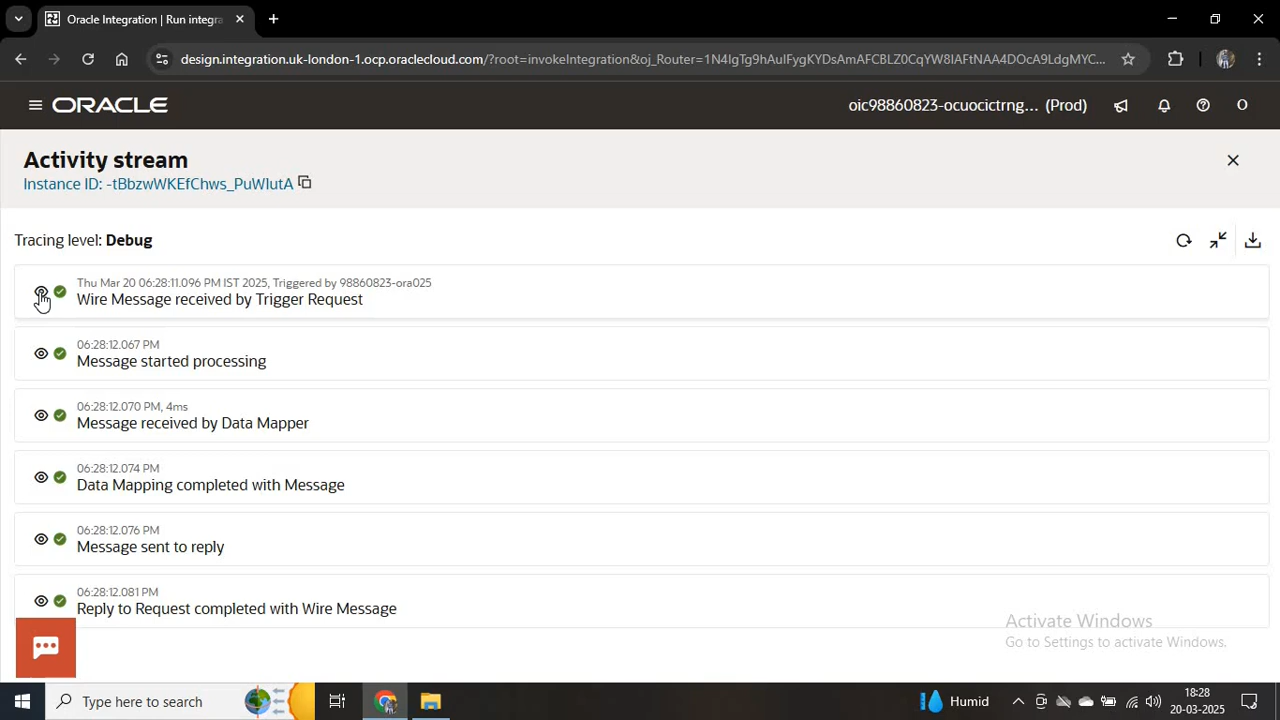 Oracle Integration | Run integra
design.integration.uk-london-1.ocp.oraclecloud.com/?root=invokeIntegration&oj_Router=1N4IgTg9hAuIFygKYDsAmAFCBLZ0CqYW8IAFtNAA4DOcA9LdgMYC...
ORACLE
oic98860823-ocuocictrng... (Prod)
O
Activity stream
Instance ID: -tBbzwWKEfChws_PuWIutA
Tracing level: Debug
Thu Mar 20 06:28:11.096 PM IST 2025, Triggered by 98860823-ora025
Wire Message received by Trigger Request
06:28:12.067 PM
Message started processing
06:28:12.070 PM, 4ms
Message received by Data Mapper
06:28:12.074 PM
Data Mapping completed with Message
06:28:12.076 PM
Message sent to reply
06:28:12.081 PM
Reply to Request completed with Wire Message
Activate Windows
Go to Settings to activate Windows.
Type here to search
Humid
18:28
20-03-2025